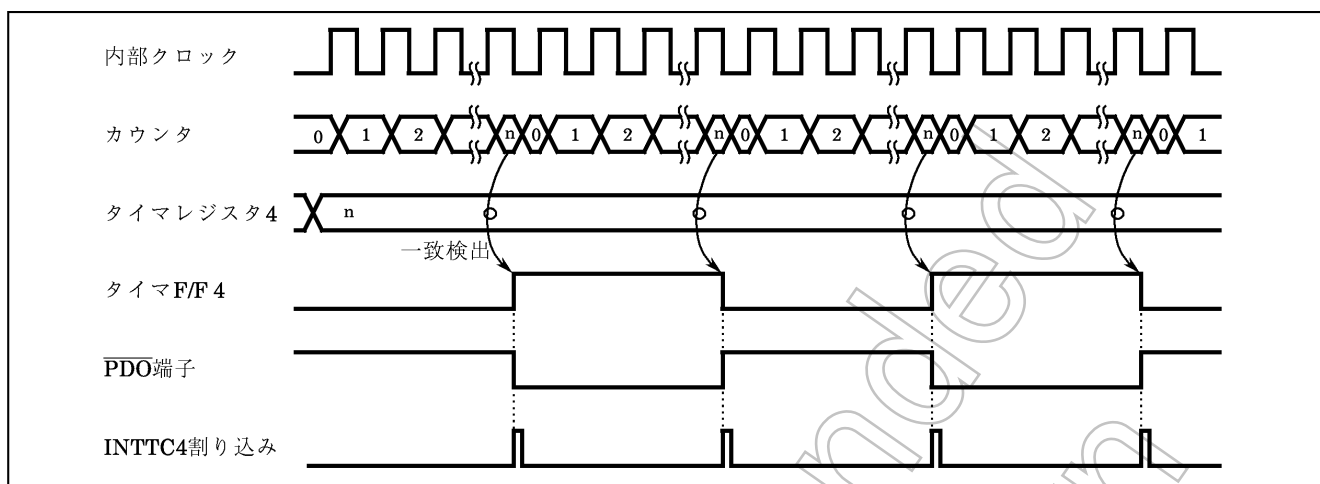 内部クロック
カウンタ 0 1 2 n 0 1 2 n 0 1 2 n 0 1 2 n 0 1
タイマレジスタ4 n
一致検出
タイマF/F 4
PDO端子
INTTC4割り込み